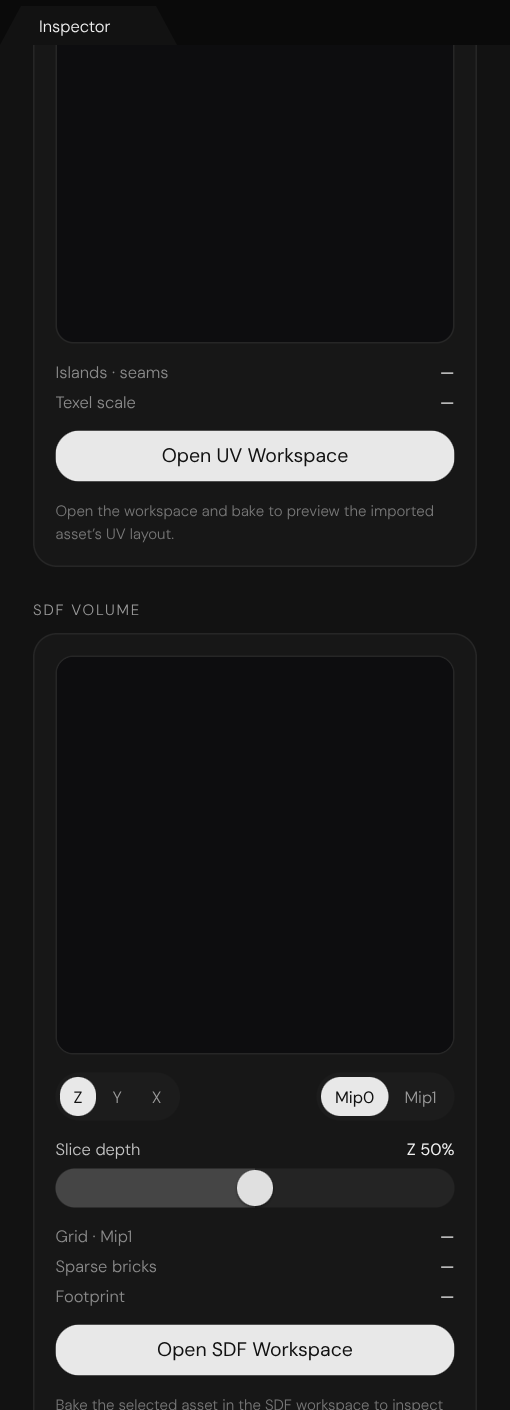 Inspector
Islands · seams —
Texel scale —
Open UV Workspace
Open the workspace and bake to preview the imported
asset's UV layout.
SDF VOLUME
Z Y X Mip0 Mip1
Slice depth Z 50%
Grid · Mip1 —
Sparse bricks —
Footprint —
Open SDF Workspace
Bake the selected asset in the SDF workspace to inspect